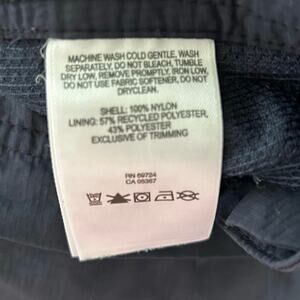 MACHINE WASH COLD GENTLE, WASH
SEPARATELY, DO NOT BLEACH, TUMBLE
DRY LOW, REMOVE PROMPTLY, IRON LOW,
DO NOT USE FABRIC SOFTENER, DO NOT
DRYCLEAN.
SHELL: 100% NYLON
LINING: 57% RECYCLED POLYESTER,
43% POLYESTER
EXCLUSIVE OF TRIMMING
RN 69724
CA 05367